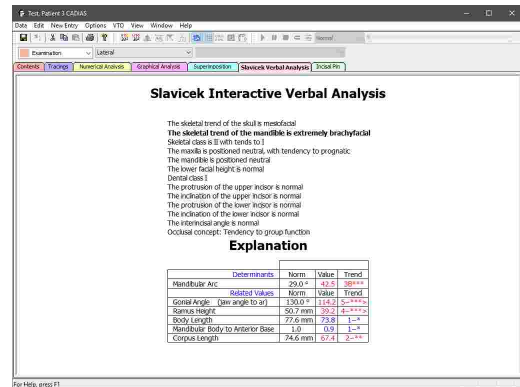 Test, Patient 3 CADIAS
Data Edit New Entry Options VTO View Window Help
Normal
Examination Lateral
Contents Tracings Numerical Analysis Graphical Analysis Superimposition Slavicek Verbal Analysis Incisal Pin
Slavicek Interactive Verbal Analysis
The skeletal trend of the skull is mesiofacial
The skeletal trend of the mandible is extremely brachyfacial
Skeletal class is II with tends to I
The maxilla is positioned neutral, with tendency to prognatic
The mandible is positioned neutral
The lower facial height is normal
Dental class I
The protrusion of the upper incisor is normal
The inclination of the upper incisor is normal
The protrusion of the lower incisor is normal
The inclination of the lower incisor is normal
The interincisal angle is normal
Occlusal concept: Tendency to group function
Explanation
Determinants Norm Value Trend
Mandibular Arc 29.0 ° 42.5 38***
Related Values Norm Value Trend
Gonial Angle (jaw angle to ar) 130.0 ° 114.2 5-***>
Ramus Height 50.7 mm 39.2 4-***>
Body Length 77.6 mm 73.8 1-*
Mandibular Body to Anterior Base 1.0 0.9 1-*
Corpus Length 74.6 mm 67.4 2-**
For Help, press F1